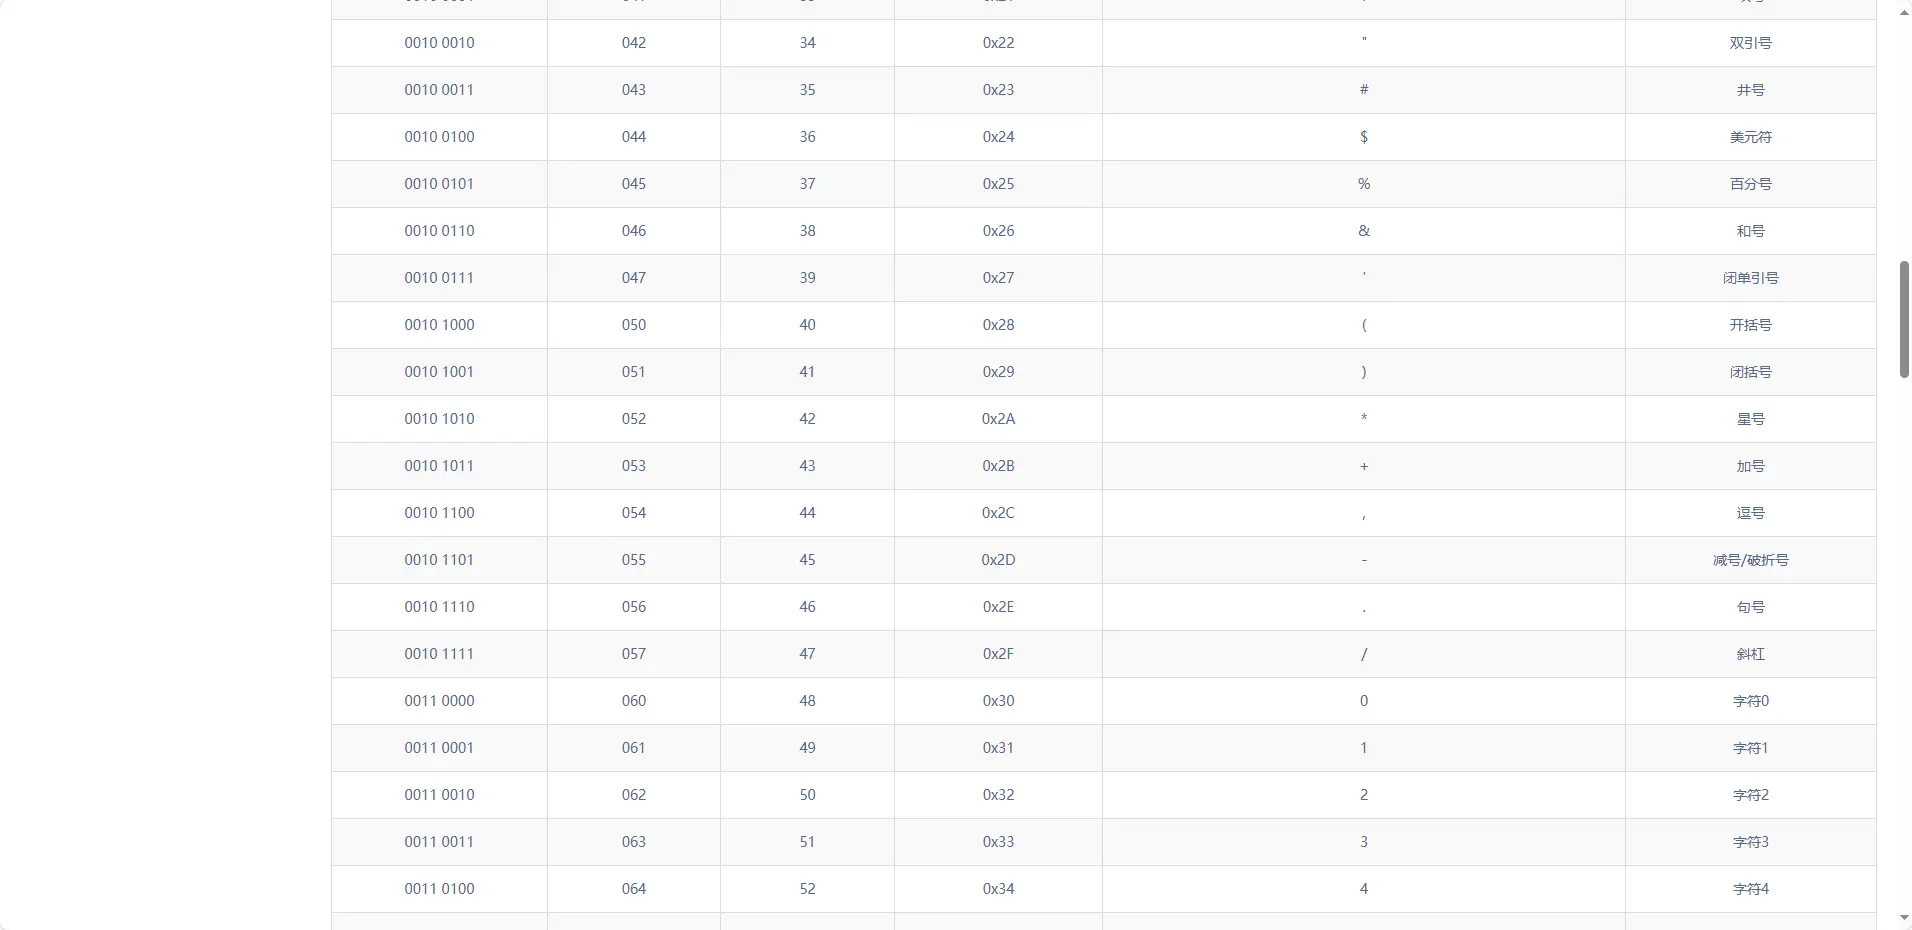 0010 0010 042 34 0x22 " 双引号
0010 0011 043 35 0x23 # 井号
0010 0100 044 36 0x24 $ 美元符
0010 0101 045 37 0x25 % 百分号
0010 0110 046 38 0x26 & 和号
0010 0111 047 39 0x27 ' 闭单引号
0010 1000 050 40 0x28 ( 开括号
0010 1001 051 41 0x29 ) 闭括号
0010 1010 052 42 0x2A * 星号
0010 1011 053 43 0x2B + 加号
0010 1100 054 44 0x2C , 逗号
0010 1101 055 45 0x2D - 减号/破折号
0010 1110 056 46 0x2E . 句号
0010 1111 057 47 0x2F / 斜杠
0011 0000 060 48 0x30 0 字符0
0011 0001 061 49 0x31 1 字符1
0011 0010 062 50 0x32 2 字符2
0011 0011 063 51 0x33 3 字符3
0011 0100 064 52 0x34 4 字符4